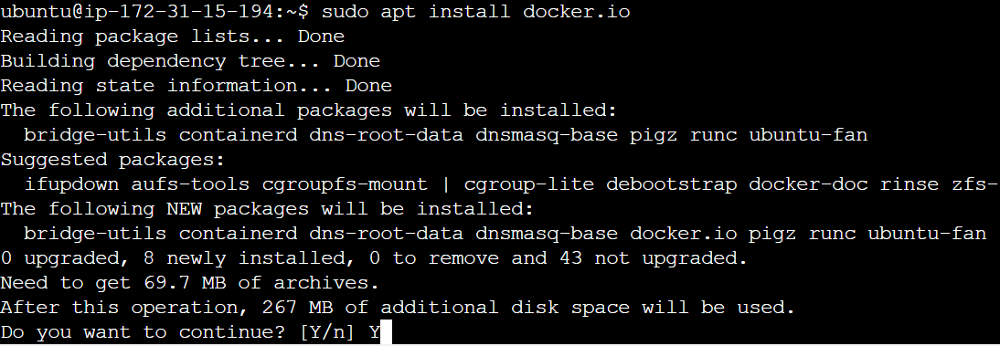 ubuntu@ip-172-31-15-194:~$ sudo apt install docker.io
Reading package lists... Done
Building dependency tree... Done
Reading state information... Done
The following additional packages will be installed:
  bridge-utils containerd dns-root-data dnsmasq-base pigz runc ubuntu-fan
Suggested packages:
  ifupdown aufs-tools cgroupfs-mount | cgroup-lite debootstrap docker-doc rinse zfs-
The following NEW packages will be installed:
  bridge-utils containerd dns-root-data dnsmasq-base docker.io pigz runc ubuntu-fan
0 upgraded, 8 newly installed, 0 to remove and 43 not upgraded.
Need to get 69.7 MB of archives.
After this operation, 267 MB of additional disk space will be used.
Do you want to continue? [Y/n] Y